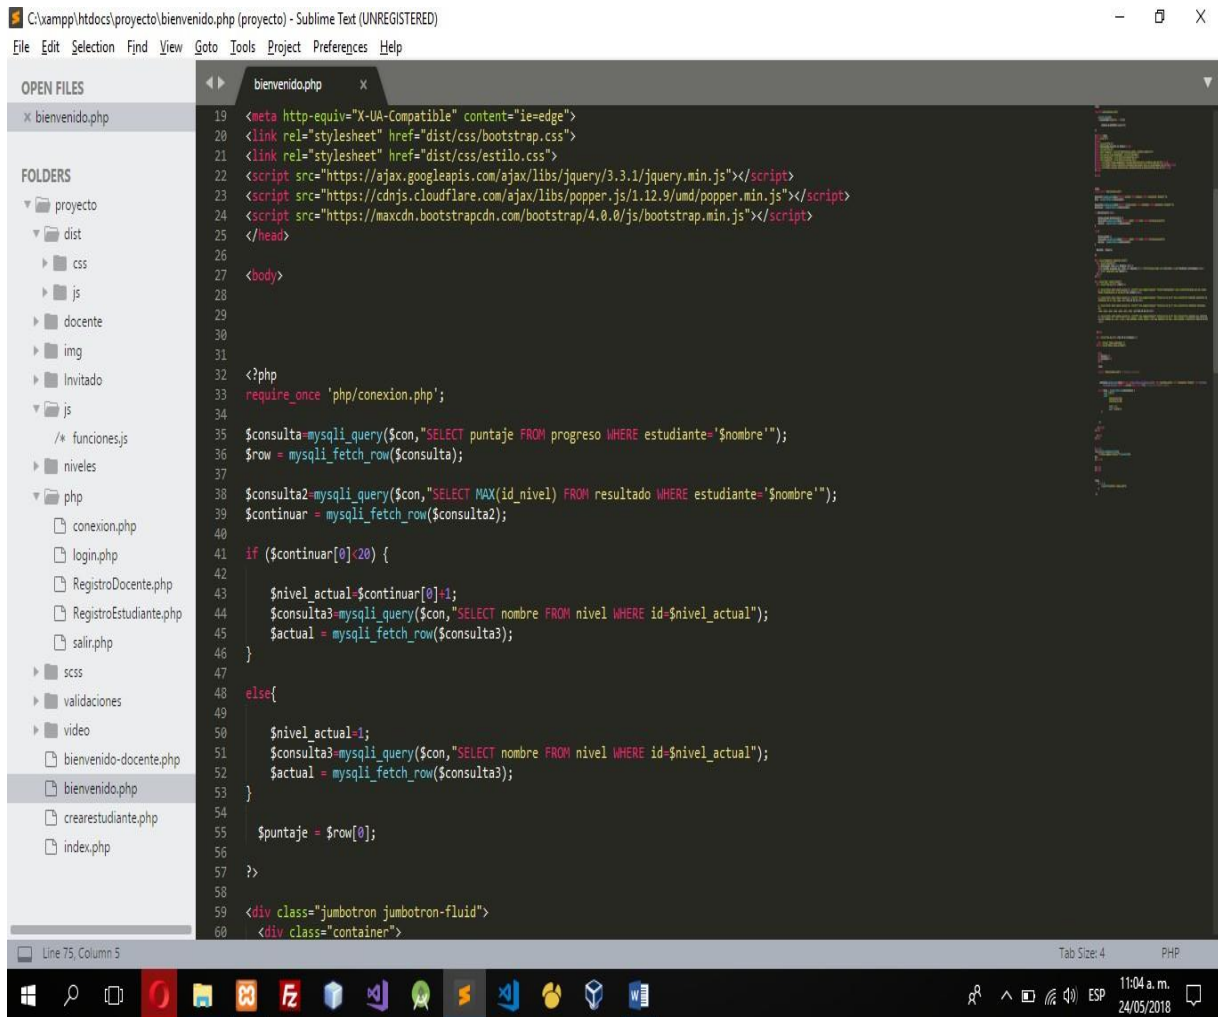 C:\xampp\htdocs\proyecto\bienvenido.php (proyecto) - Sublime Text (UNREGISTERED)
File Edit Selection Find View Goto Tools Project Preferences Help
OPEN FILES
× bienvenido.php
FOLDERS
proyecto
dist
css
js
docente
img
Invitado
js
/* funciones.js
niveles
php
conexion.php
login.php
RegistroDocente.php
RegistroEstudiante.php
salir.php
scss
validaciones
video
bienvenido-docente.php
bienvenido.php
crearestudiante.php
index.php
bienvenido.php x
19 <meta http-equiv="X-UA-Compatible" content="ie=edge">
20 <link rel="stylesheet" href="dist/css/bootstrap.css">
21 <link rel="stylesheet" href="dist/css/estilo.css">
22 <script src="https://ajax.googleapis.com/ajax/libs/jquery/3.3.1/jquery.min.js"></script>
23 <script src="https://cdnjs.cloudflare.com/ajax/libs/popper.js/1.12.9/umd/popper.min.js"></script>
24 <script src="https://maxcdn.bootstrapcdn.com/bootstrap/4.0.0/js/bootstrap.min.js"></script>
25 </head>
26
27 <body>
28
29
30
31
32 <?php
33 require_once 'php/conexion.php';
34
35 $consulta=mysqli_query($con,"SELECT puntaje FROM progreso WHERE estudiante='$nombre'");
36 $row = mysqli_fetch_row($consulta);
37
38 $consulta2=mysqli_query($con,"SELECT MAX(id_nivel) FROM resultado WHERE estudiante='$nombre'");
39 $continuar = mysqli_fetch_row($consulta2);
40
41 if ($continuar[0]<20) {
42
43 $nivel_actual=$continuar[0]+1;
44 $consulta3=mysqli_query($con,"SELECT nombre FROM nivel WHERE id=$nivel_actual");
45 $actual = mysqli_fetch_row($consulta3);
46 }
47
48 else{
49
50 $nivel_actual=1;
51 $consulta3=mysqli_query($con,"SELECT nombre FROM nivel WHERE id=$nivel_actual");
52 $actual = mysqli_fetch_row($consulta3);
53 }
54
55 $puntaje = $row[0];
56
57 ?>
58
59 <div class="jumbotron jumbotron-fluid">
60 <div class="container">
Line 75, Column 5
Tab Size: 4 PHP
ESP
11:04 a. m.
24/05/2018